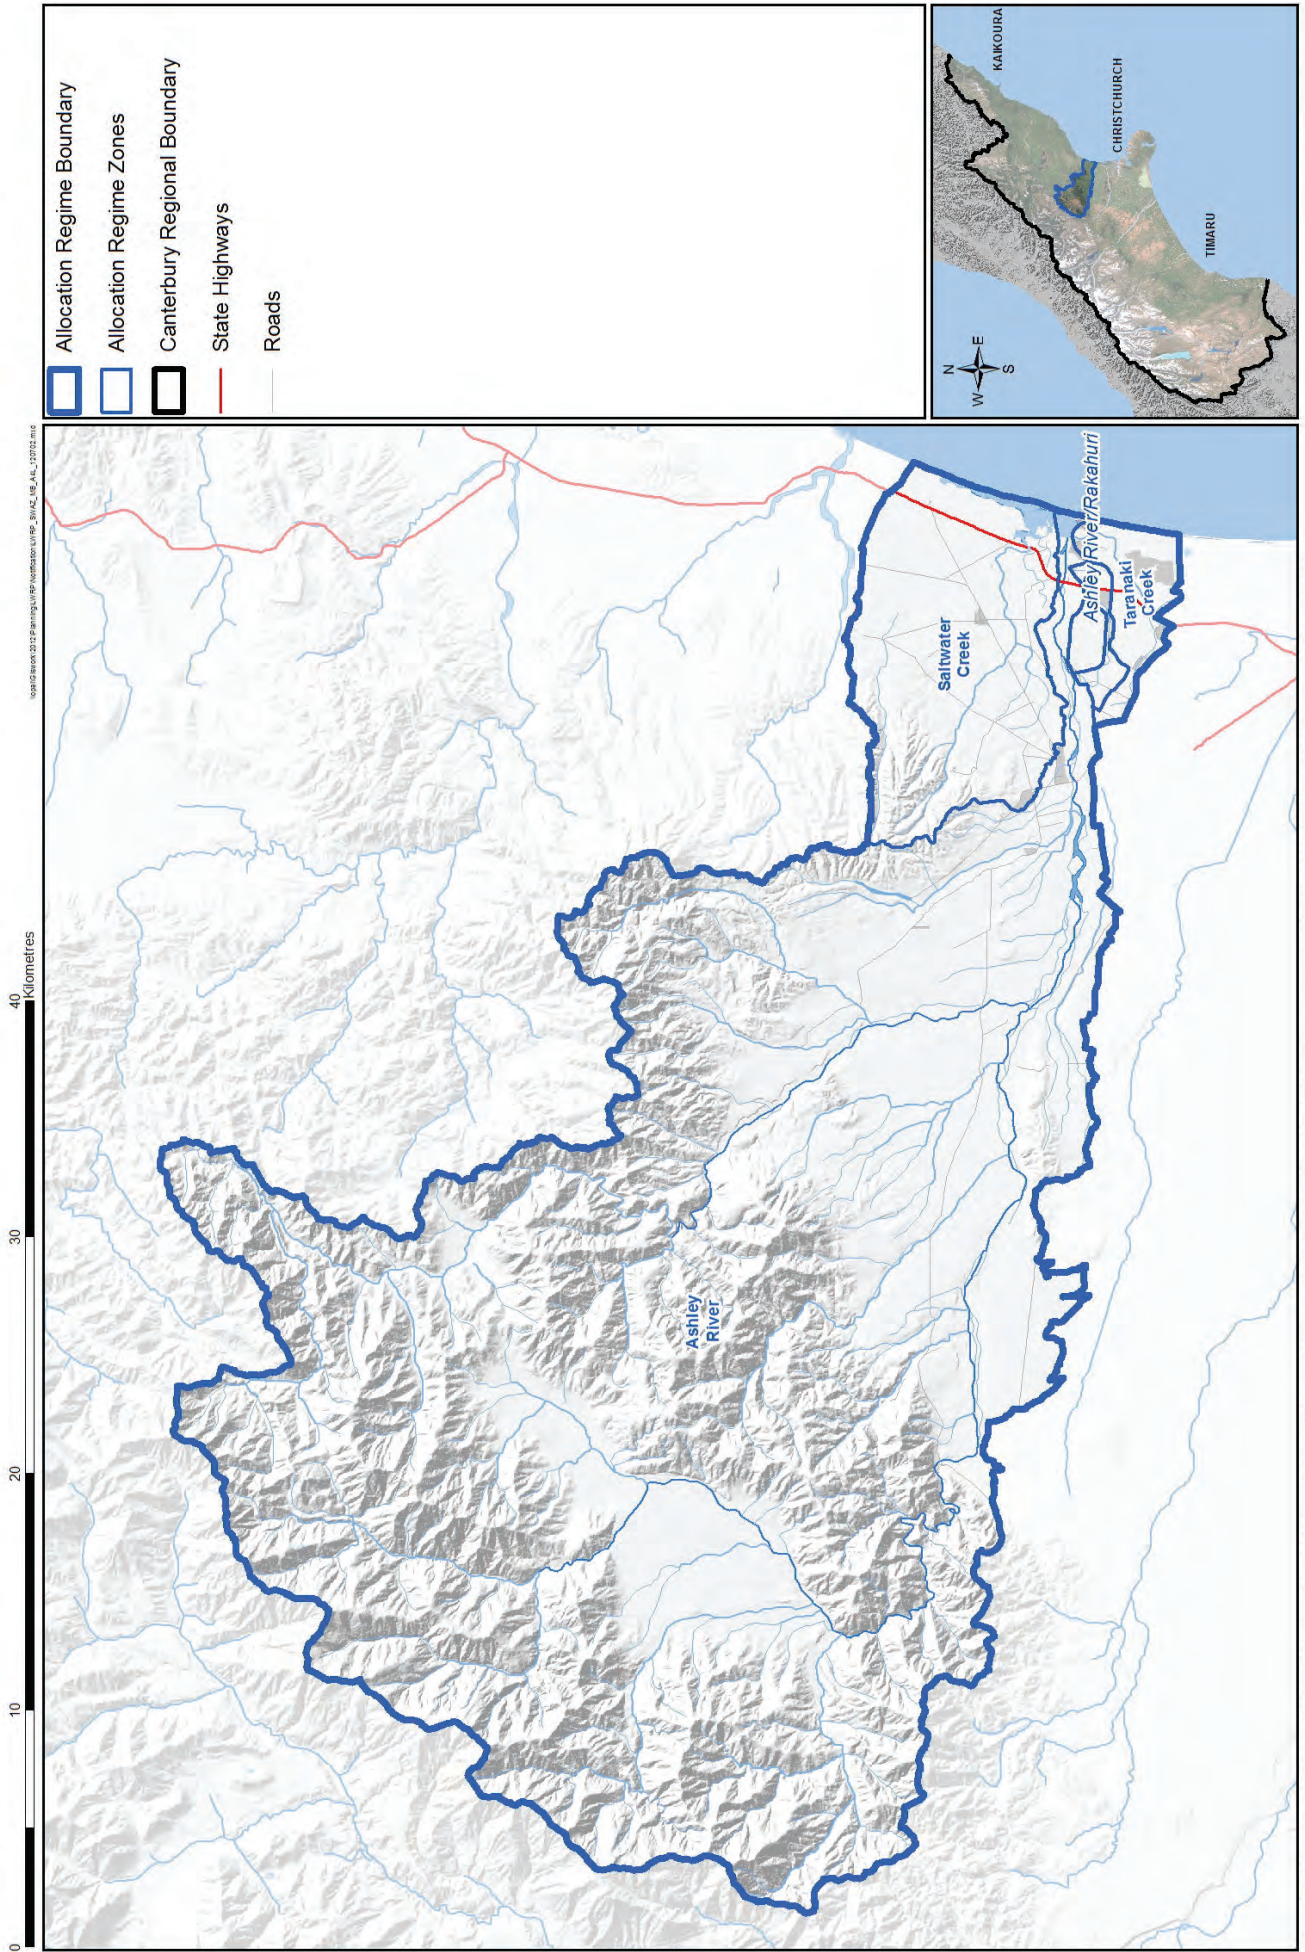 Allocation Regime Boundary
Allocation Regime Zones
Canterbury Regional Boundary
State Highways
Roads
KAIKOURA
CHRISTCHURCH
TIMARU
N
W
E
S
0
10
20
30
40
Kilometres
Saltwater
Creek
Ashley River/Rakahuri
Taranaki
Creek
Ashley
River